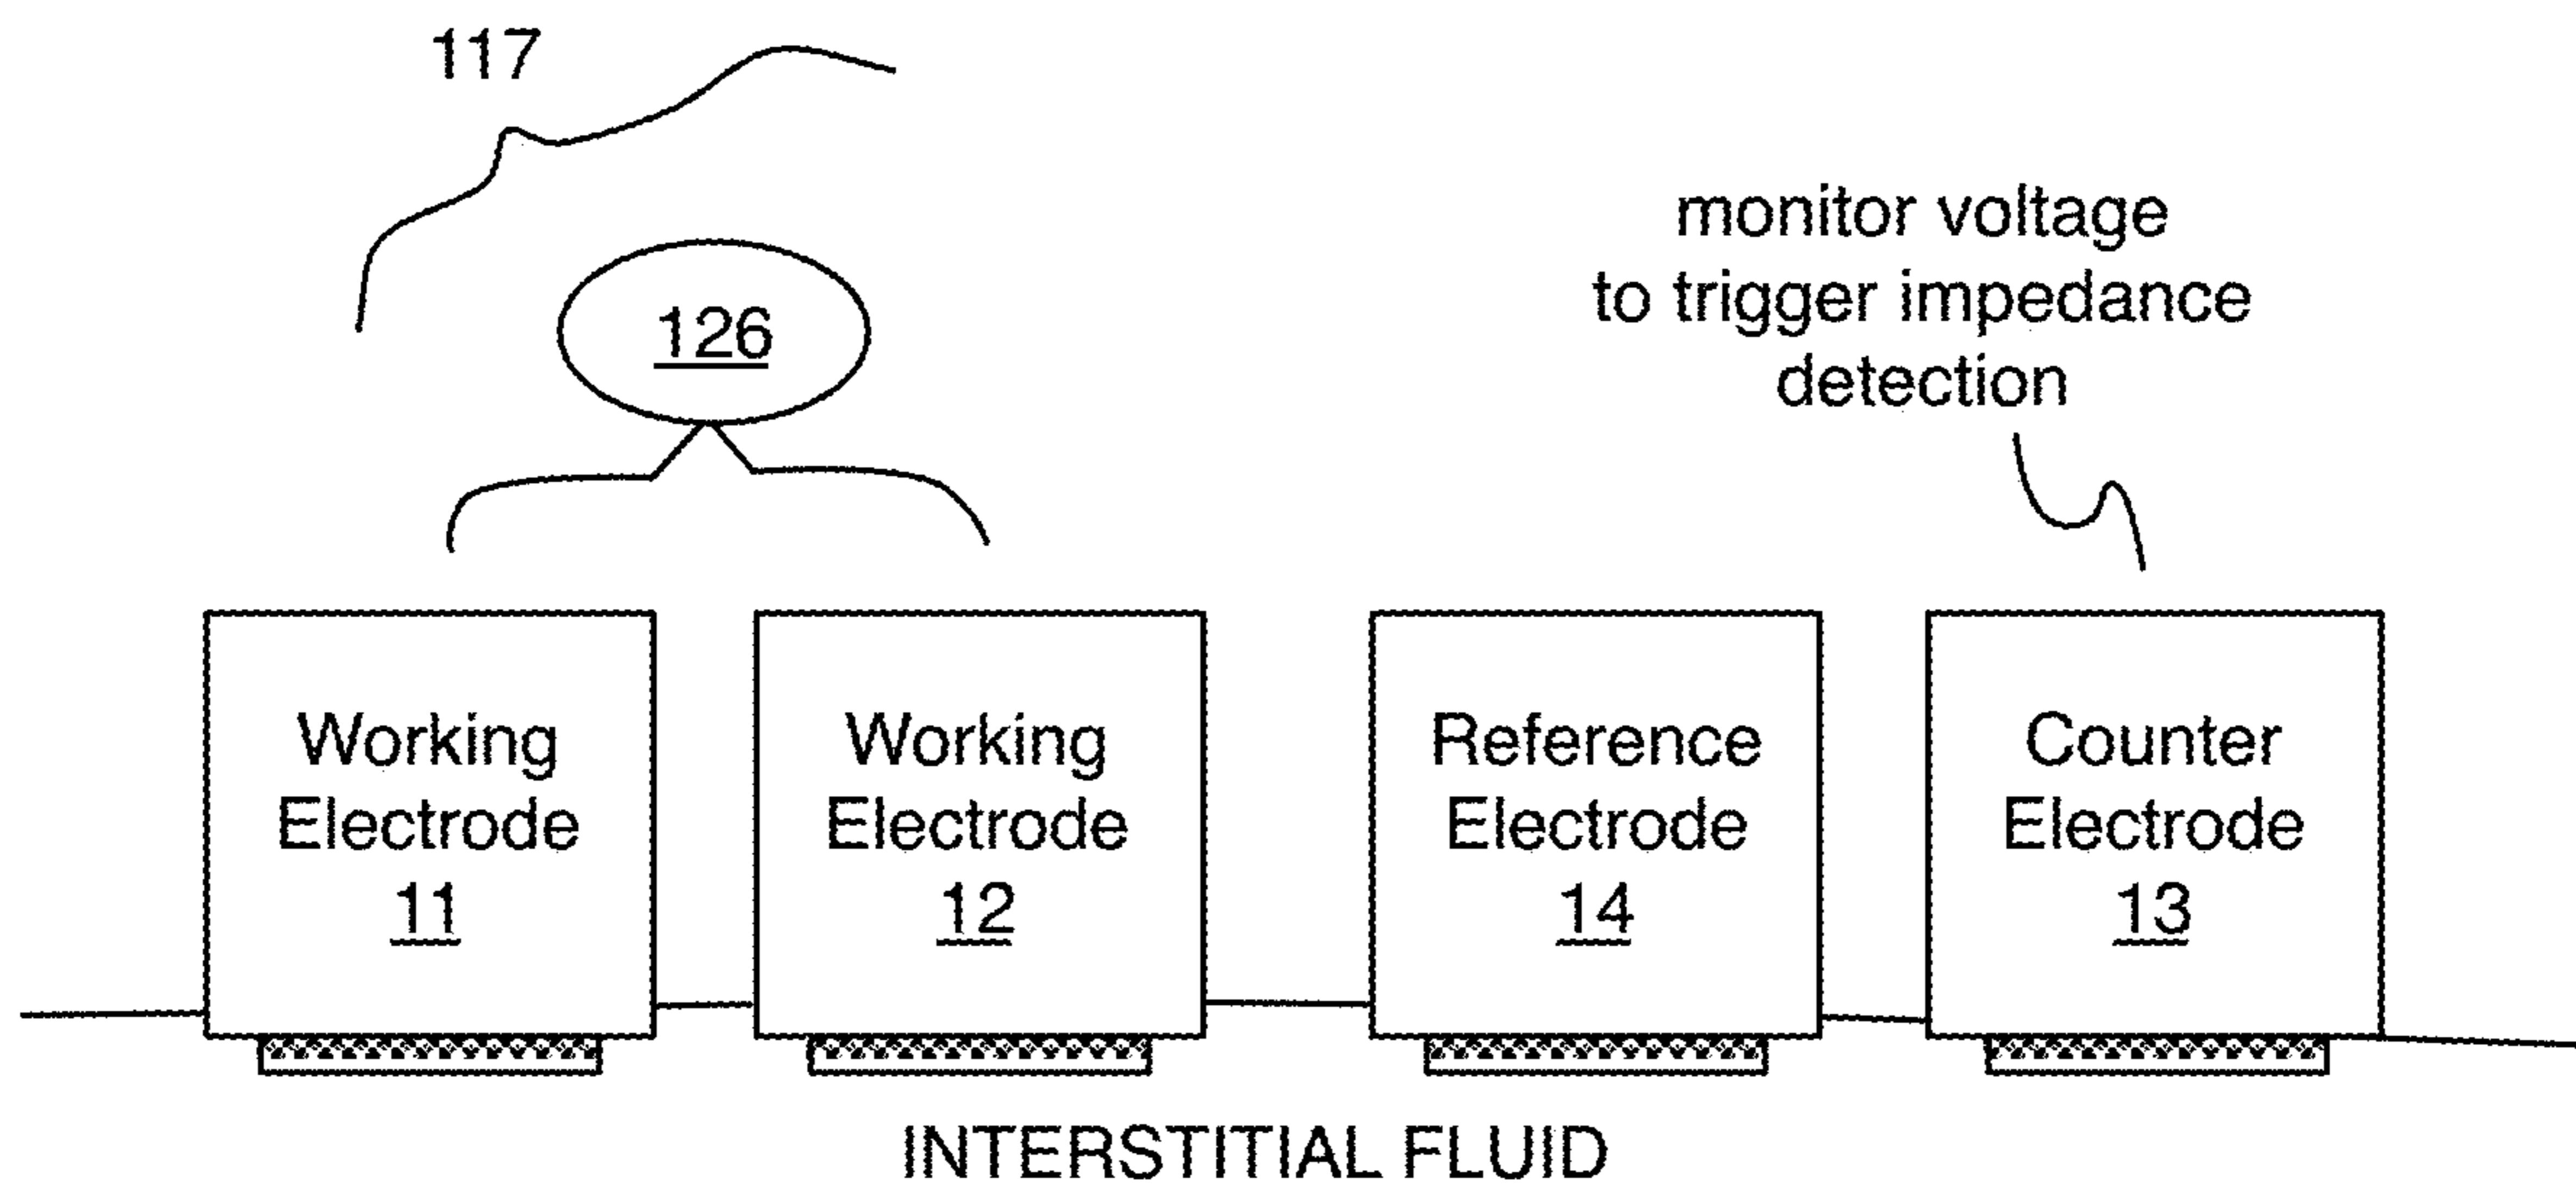 117
126
monitor voltage
to trigger impedance
detection
Working
Electrode
11
Working
Electrode
12
Reference
Electrode
14
Counter
Electrode
13
INTERSTITIAL FLUID